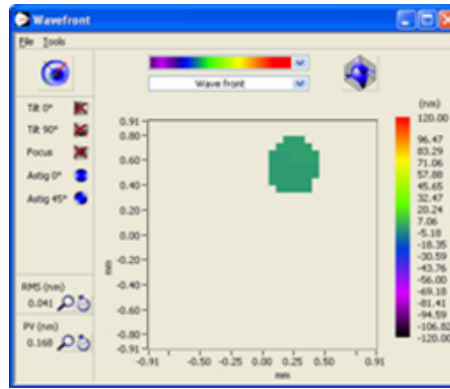 Wavefront
File Tools
Wave front
Tilt 0°
Tilt 90°
Focus
Astig 0°
Astig 45°
RMS (nm)
0.041
PV (nm)
0.168
0.91
0.80
0.60
0.40
0.20
0.00
-0.20
-0.40
-0.60
-0.80
-0.91
mm
-0.91 -0.50 -0.25 0.00 0.25 0.50 0.91
mm
(nm)
120.00
96.47
83.29
71.06
57.88
45.65
32.47
20.24
7.06
-5.18
-18.35
-30.59
-43.76
-56.00
-69.18
-81.41
-94.59
-106.82
-120.00